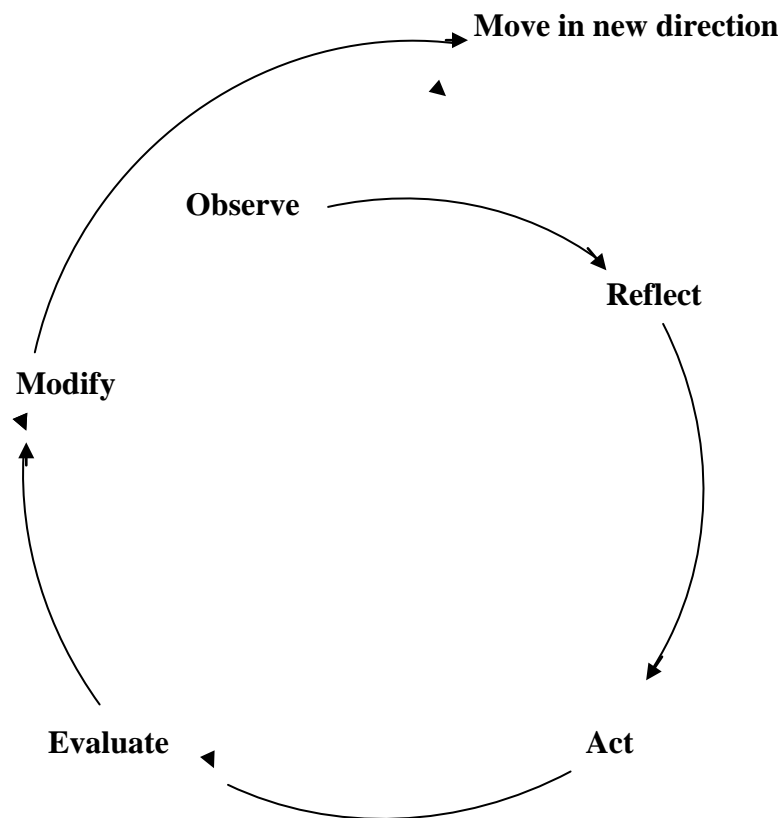 Move in new direction
Observe
Reflect
Modify
Evaluate
Act